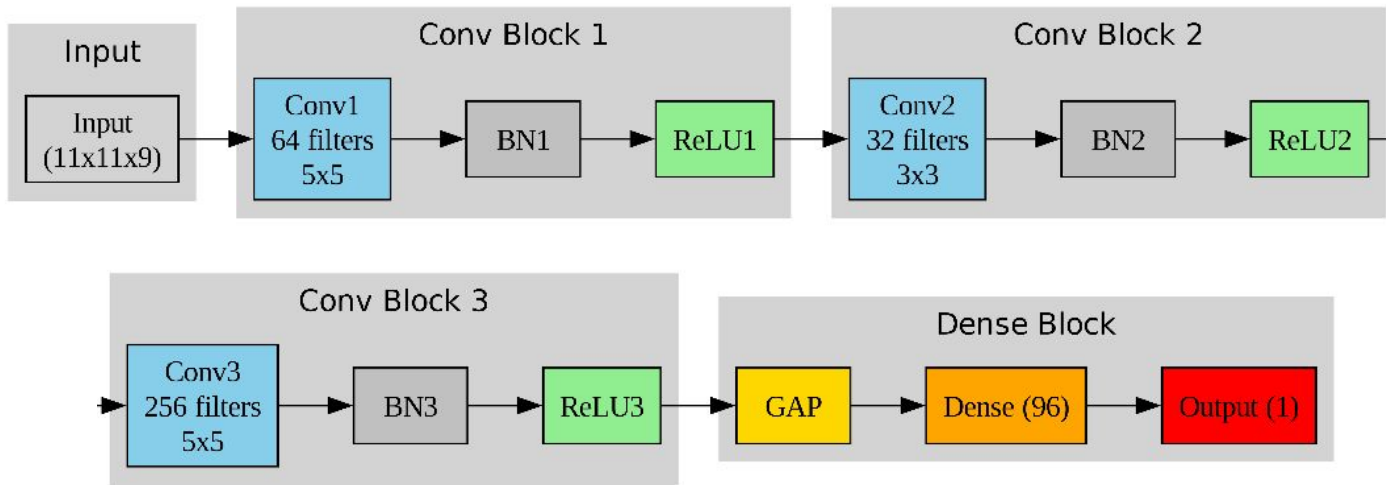 Input
Input
(11x11x9)
Conv Block 1
Conv1
64 filters
5x5
BN1
ReLU1
Conv Block 2
Conv2
32 filters
3x3
BN2
ReLU2
Conv Block 3
Conv3
256 filters
5x5
BN3
ReLU3
Dense Block
GAP
Dense (96)
Output (1)